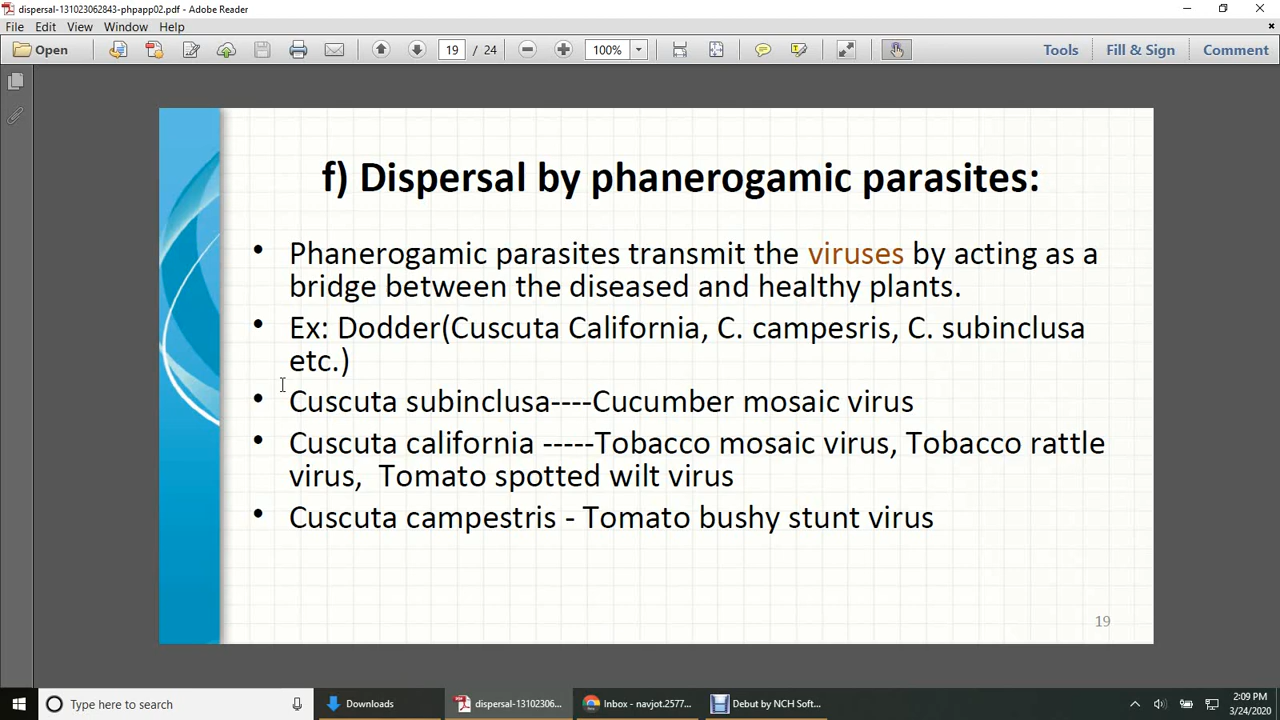 dispersal-131023062843-phpapp02.pdf - Adobe Reader
File Edit View Window Help
Open 19 / 24 100% Tools Fill & Sign Comment
f) Dispersal by phanerogamic parasites:
• Phanerogamic parasites transmit the viruses by acting as a
bridge between the diseased and healthy plants.
• Ex: Dodder(Cuscuta California, C. campesris, C. subinclusa
etc.)
• Cuscuta subinclusa----Cucumber mosaic virus
• Cuscuta california -----Tobacco mosaic virus, Tobacco rattle
virus, Tomato spotted wilt virus
• Cuscuta campestris - Tomato bushy stunt virus
19
Type here to search Downloads dispersal-13102306... Inbox - navjot.2577... Debut by NCH Soft... 2:09 PM
3/24/2020